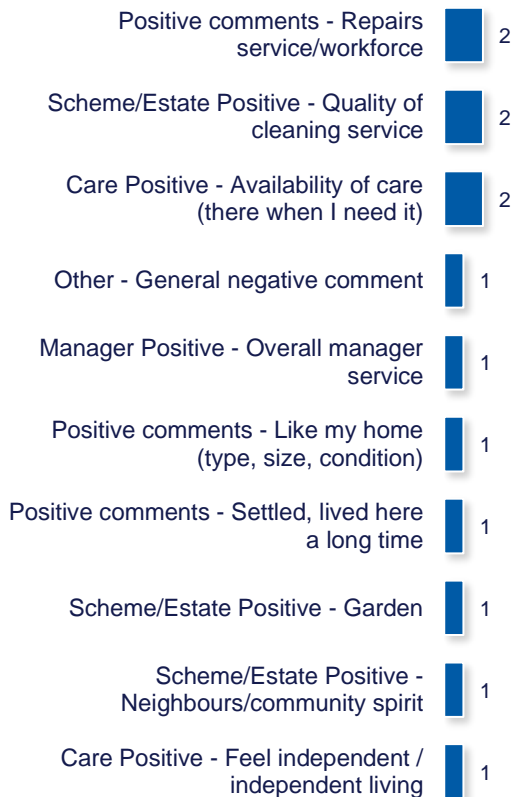 Positive comments - Repairs
service/workforce
2
Scheme/Estate Positive - Quality of
cleaning service
2
Care Positive - Availability of care
(there when I need it)
2
Other - General negative comment
1
Manager Positive - Overall manager
service
1
Positive comments - Like my home
(type, size, condition)
1
Positive comments - Settled, lived here
a long time
1
Scheme/Estate Positive - Garden
1
Scheme/Estate Positive -
Neighbours/community spirit
1
Care Positive - Feel independent /
independent living
1